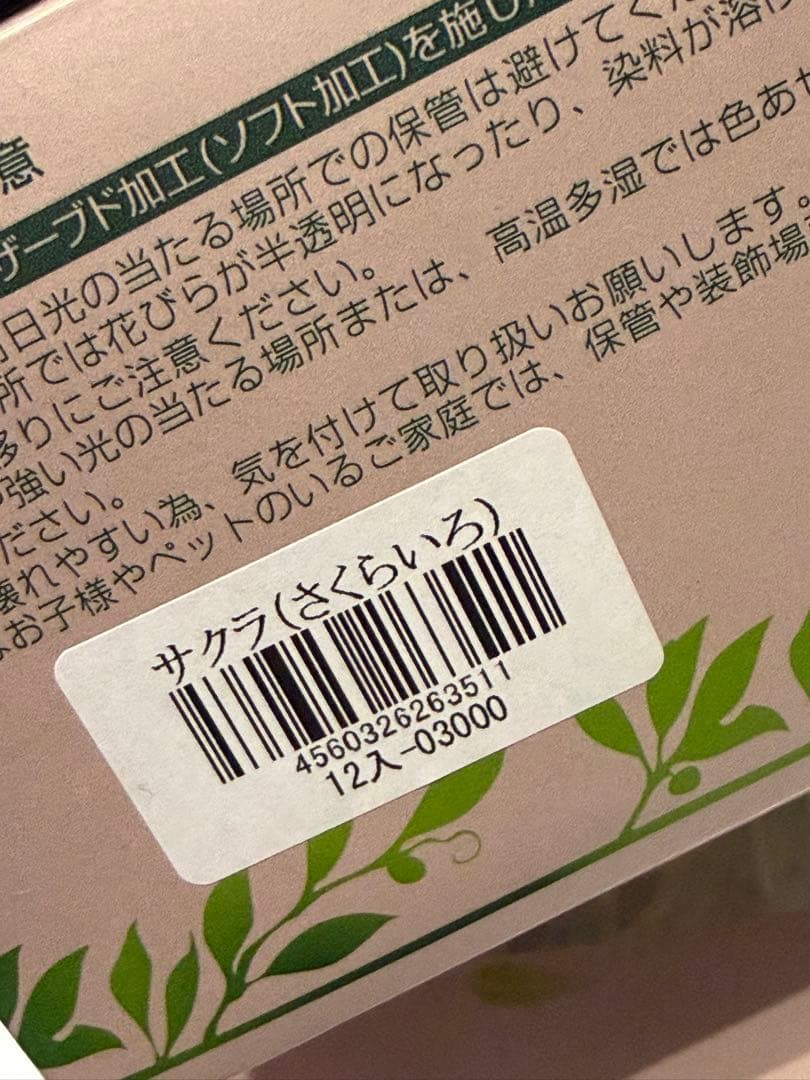 意
ザーブド加工(ソフト加工)を施し
日光の当たる場所での保管は避けてく
所では花びらが半透明になったり、染料が溶け
移りにご注意ください。
強い光の当たる場所または、高温多湿では色あせ
ださい。
壊れやすい為、気を付けて取り扱いお願いします。
お子様やペットのいるご家庭では、保管や装飾場
サクラ(さくらいろ)
4560326263511
12入-03000